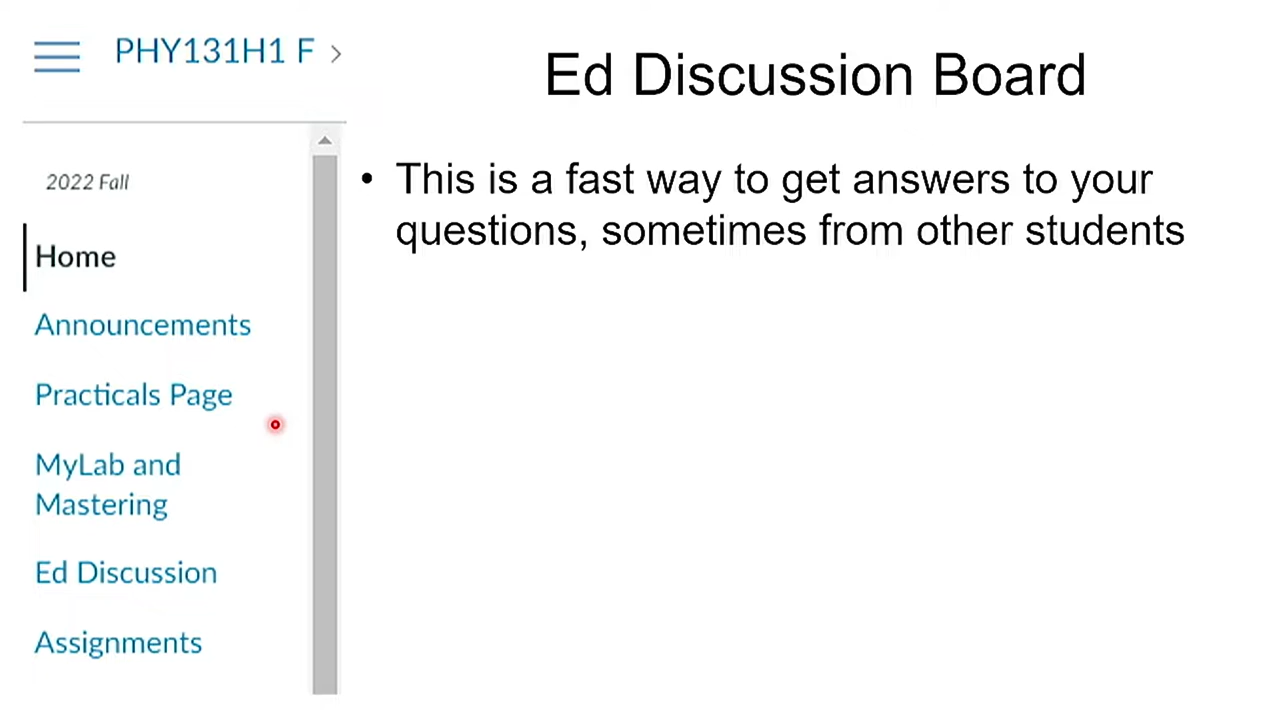 PHY131H1 F >
2022 Fall
Home
Announcements
Practicals Page
MyLab and
Mastering
Ed Discussion
Assignments
Ed Discussion Board
• This is a fast way to get answers to your
questions, sometimes from other students